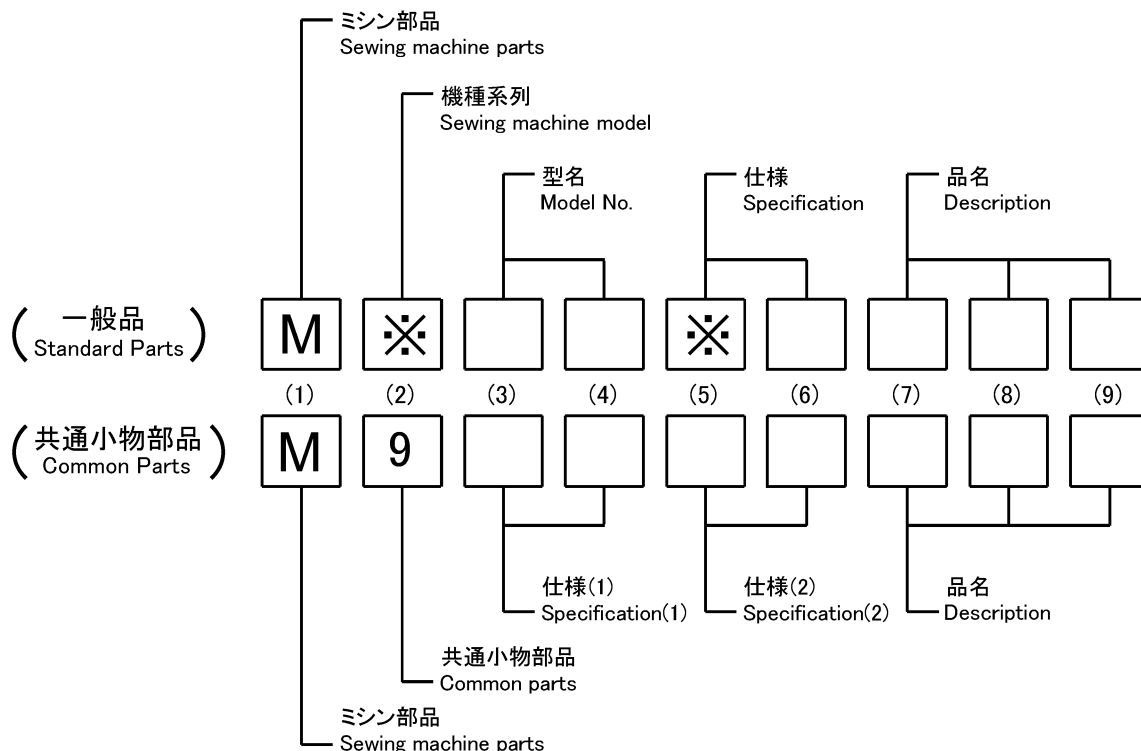 ミシン部品
Sewing machine parts
機種系列
Sewing machine model
型名
Model No.
仕様
Specification
品名
Description
(一般品
Standard Parts)
M ※ ※
(1) (2) (3) (4) (5) (6) (7) (8) (9)
(共通小物部品
Common Parts)
M 9
仕様(1)
Specification(1)
仕様(2)
Specification(2)
品名
Description
共通小物部品
Common parts
ミシン部品
Sewing machine parts